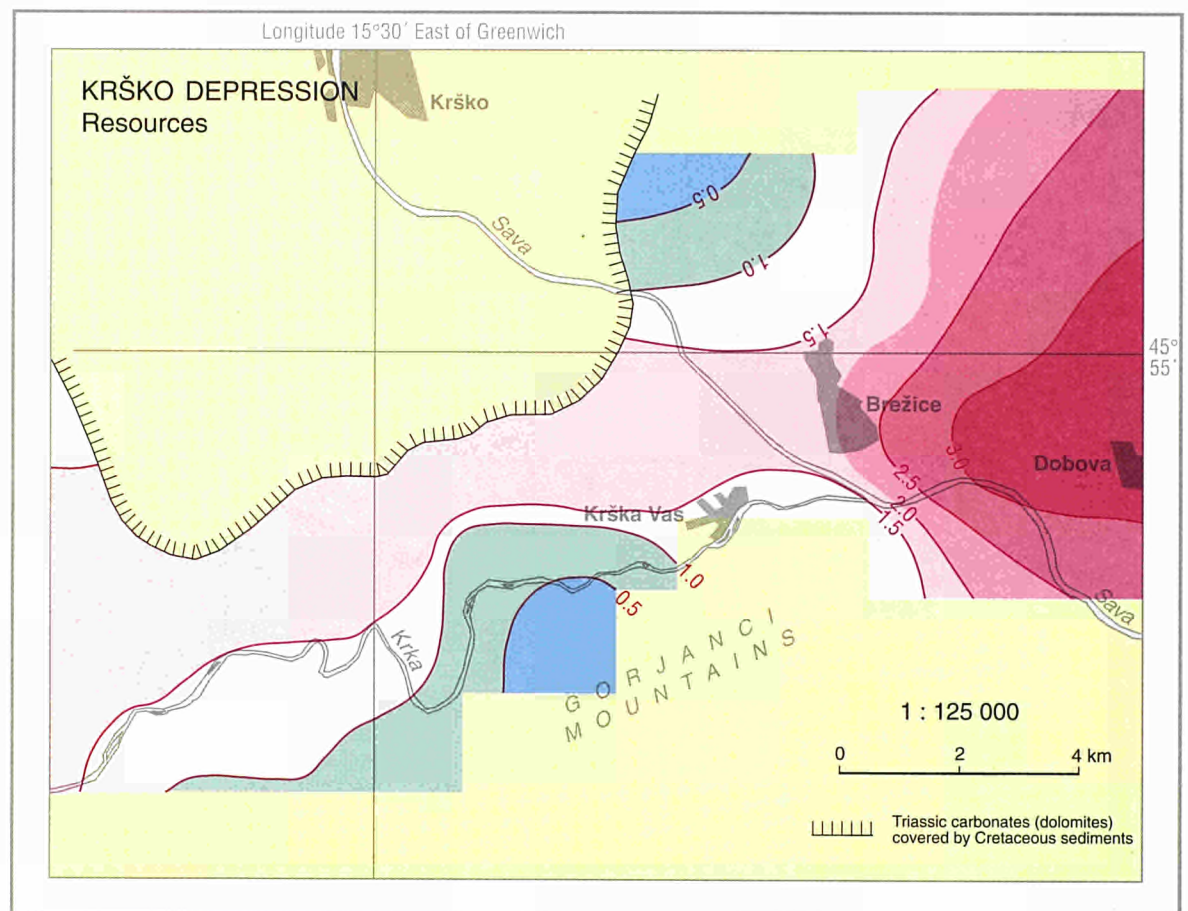 Longitude 15°30´ East of Greenwich
KRŠKO DEPRESSION
Resources
Krško
Sava
0.5
1.0
1.5
45°
55´
Brežice
3.0
Dobova
2.5
2.0
1.5
Krška Vas
1.0
0.5
Sava
Krka
GORJANCI
MOUNTAINS
1 : 125 000
0 2 4 km
Triassic carbonates (dolomites)
covered by Cretaceous sediments